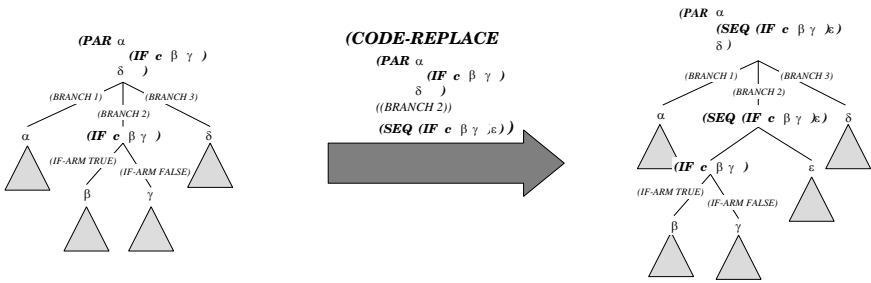 (PAR α
(IF c β γ )
δ )
(BRANCH 1)
(BRANCH 3)
(BRANCH 2)
α
(IF c β γ )
δ
(IF-ARM TRUE)
(IF-ARM FALSE)
β
γ
(CODE-REPLACE
(PAR α
(IF c β γ )
δ )
((BRANCH 2))
(SEQ (IF c β γ )ε) )
(PAR α
(SEQ (IF c β γ )ε)
δ )
(BRANCH 1)
(BRANCH 3)
(BRANCH 2)
α
(SEQ (IF c β γ )ε)
δ
(IF c β γ )
ε
(IF-ARM TRUE)
(IF-ARM FALSE)
β
γ